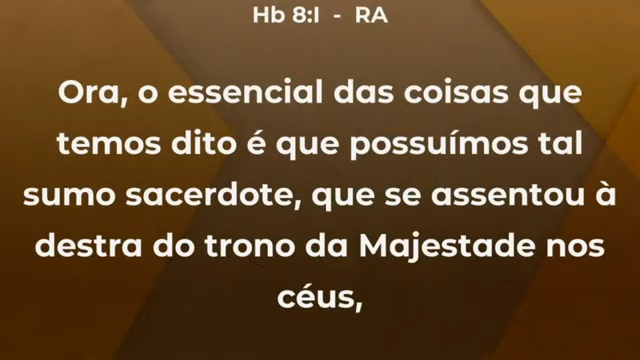 Hb 8:1 - RA
Ora, o essencial das coisas que
temos dito é que possuímos tal
sumo sacerdote, que se assentou à
destra do trono da Majestade nos
céus,